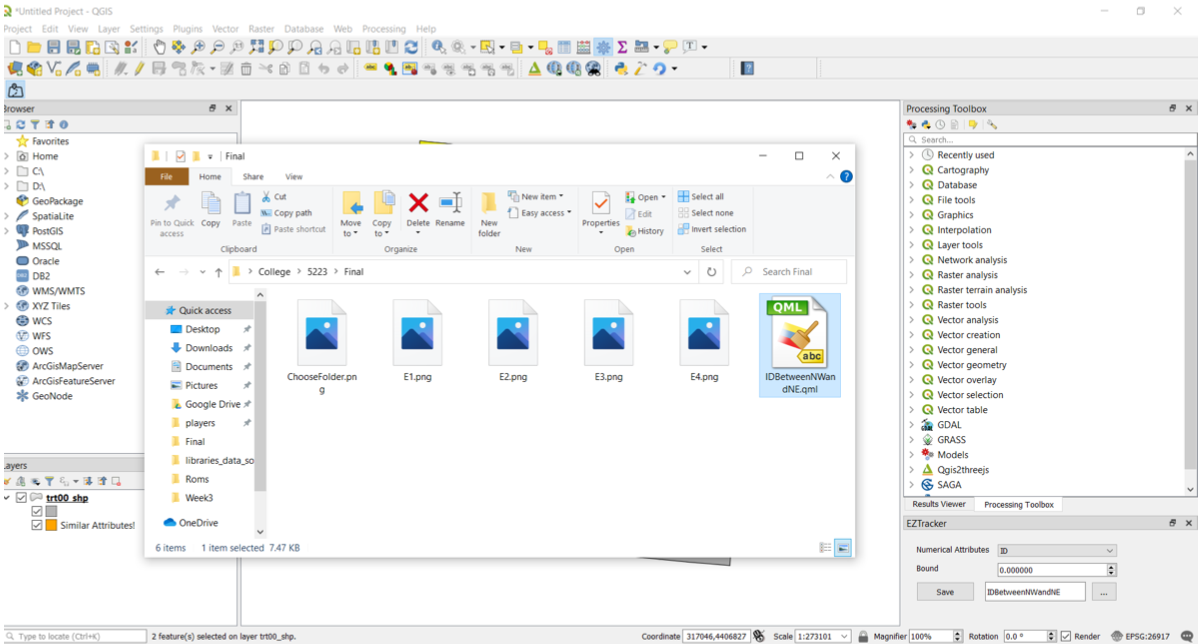 *Untitled Project - QGIS
Project Edit View Layer Settings Plugins Vector Raster Database Web Processing Help
Browser
Favorites
Home
C:\
D:\
GeoPackage
SpatiaLite
PostGIS
MSSQL
Oracle
DB2
WMS/WMTS
XYZ Tiles
WCS
WFS
OWS
ArcGisMapServer
ArcGisFeatureServer
GeoNode
Layers
trt00_shp
Similar Attributes!
Final
File Home Share View
Pin to Quick access
Copy
Paste
Cut
Copy path
Paste shortcut
Clipboard
Move to
Copy to
Delete
Rename
Organize
New folder
New item
Easy access
New
Properties
Open
Edit
History
Open
Select all
Select none
Invert selection
Select
College > 5223 > Final
Search Final
Quick access
Desktop
Downloads
Documents
Pictures
Google Drive
players
Final
libraries_data_so
Roms
Week3
OneDrive
ChooseFolder.pn
g
E1.png
E2.png
E3.png
E4.png
QML
abc
IDBetweenNWan
dNE.qml
6 items 1 item selected 7.47 KB
Processing Toolbox
Search...
Recently used
Cartography
Database
File tools
Graphics
Interpolation
Layer tools
Network analysis
Raster analysis
Raster terrain analysis
Raster tools
Vector analysis
Vector creation
Vector general
Vector geometry
Vector overlay
Vector selection
Vector table
GDAL
GRASS
Models
Qgis2threejs
SAGA
Results Viewer Processing Toolbox
EZTracker
Numerical Attributes ID
Bound 0.000000
Save IDBetweenNWandNE ...
Type to locate (Ctrl+K) 2 feature(s) selected on layer trt00_shp. Coordinate 317046,4406827 Scale 1:273101 Magnifier 100% Rotation 0.0 ° Render EPSG:26917